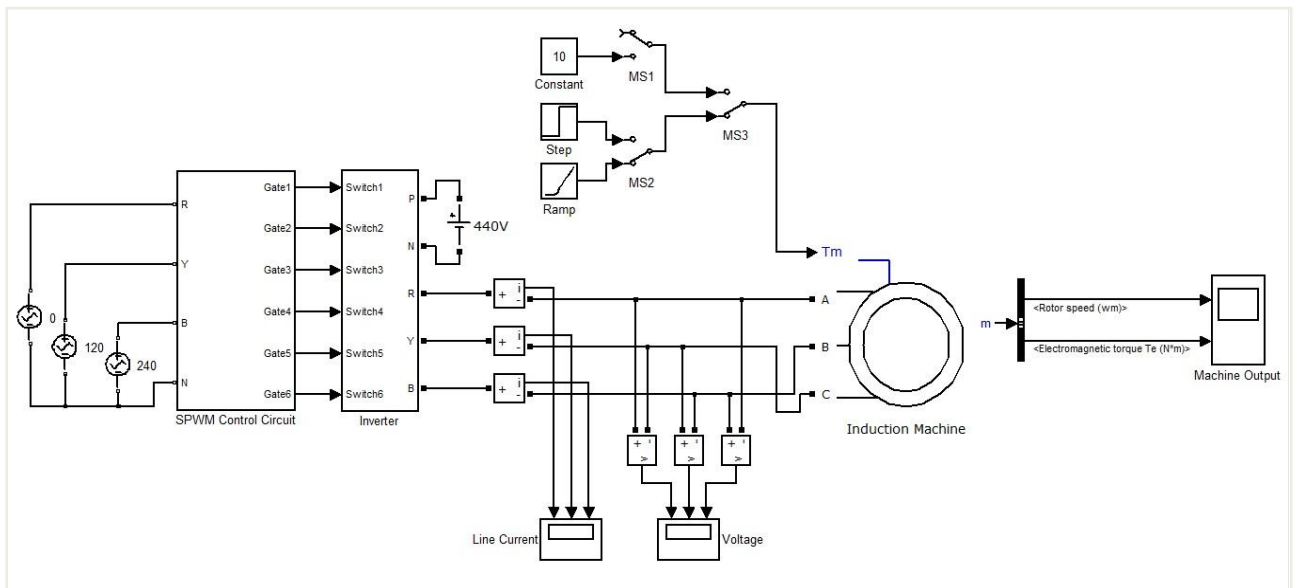 10
Constant
MS1
Step
MS3
MS2
Ramp
R
Y
B
N
0
120
240
Gate1
Gate2
Gate3
Gate4
Gate5
Gate6
SPWM Control Circuit
Switch1
Switch2
Switch3
Switch4
Switch5
Switch6
P
N
R
Y
B
Inverter
+
440V
+ i -
+ i -
+ i -
Tm
A
B
C
Induction Machine
m
<Rotor speed (wm)>
<Electromagnetic torque Te (N*m)>
Machine Output
+ - v
+ - v
+ - v
Line Current
Voltage